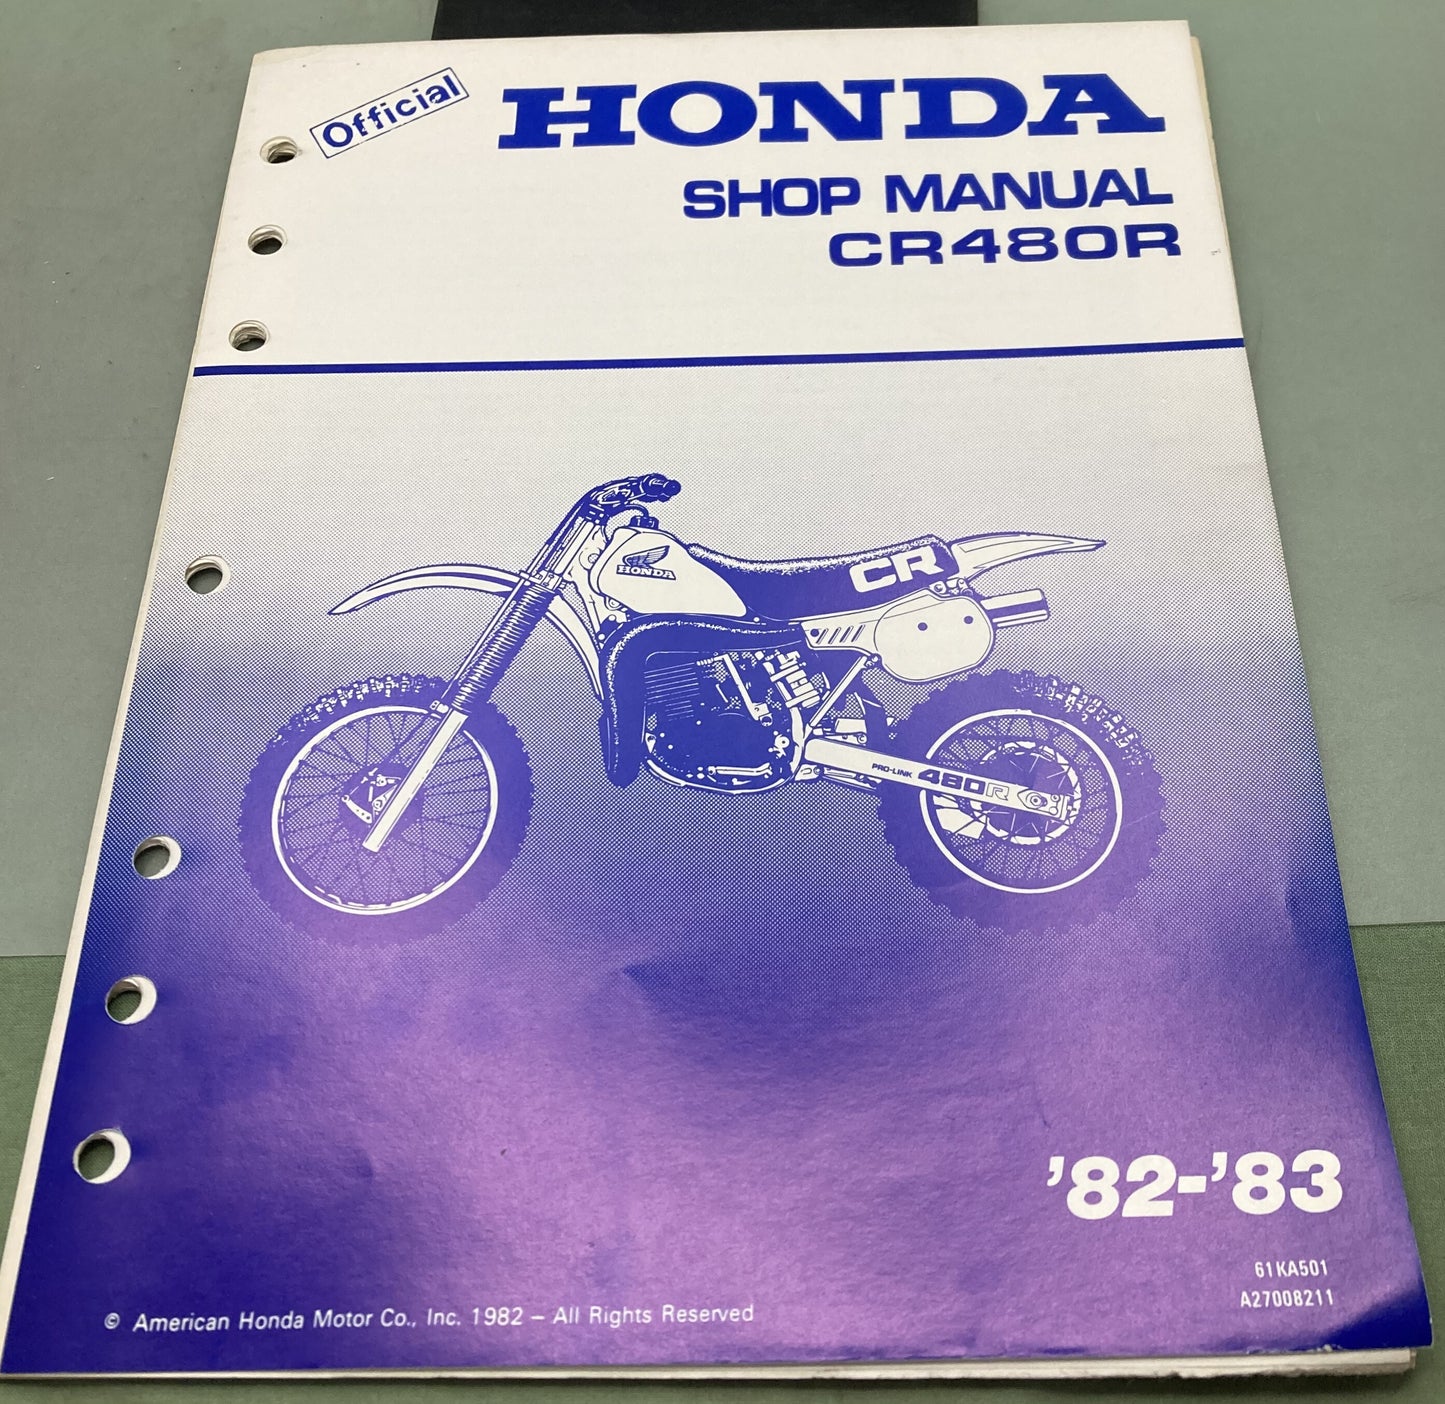 Official
HONDA
SHOP MANUAL
CR480R
HONDA
CR
PRO-LINK 480R
'82-'83
61KA501
A27008211
© American Honda Motor Co., Inc. 1982 – All Rights Reserved